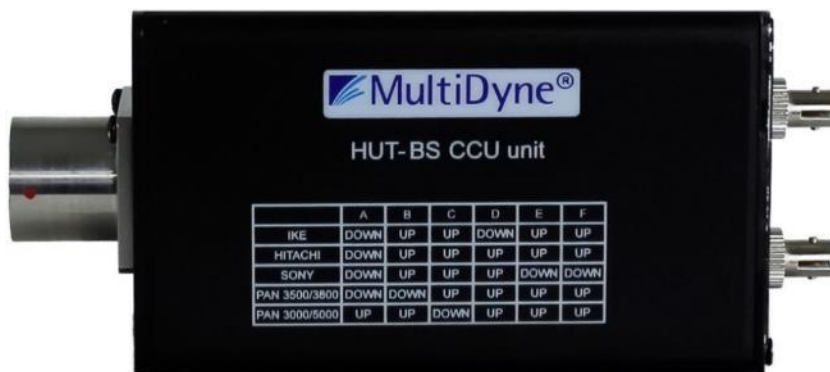 MultiDyne®
HUT-BS CCU unit
A B C D E F
IKE DOWN UP UP DOWN UP UP
HITACHI DOWN UP UP UP UP UP
SONY DOWN UP UP UP DOWN DOWN
PAN 3500/3800 DOWN DOWN UP UP UP UP
PAN 3000/5000 UP UP DOWN UP UP UP